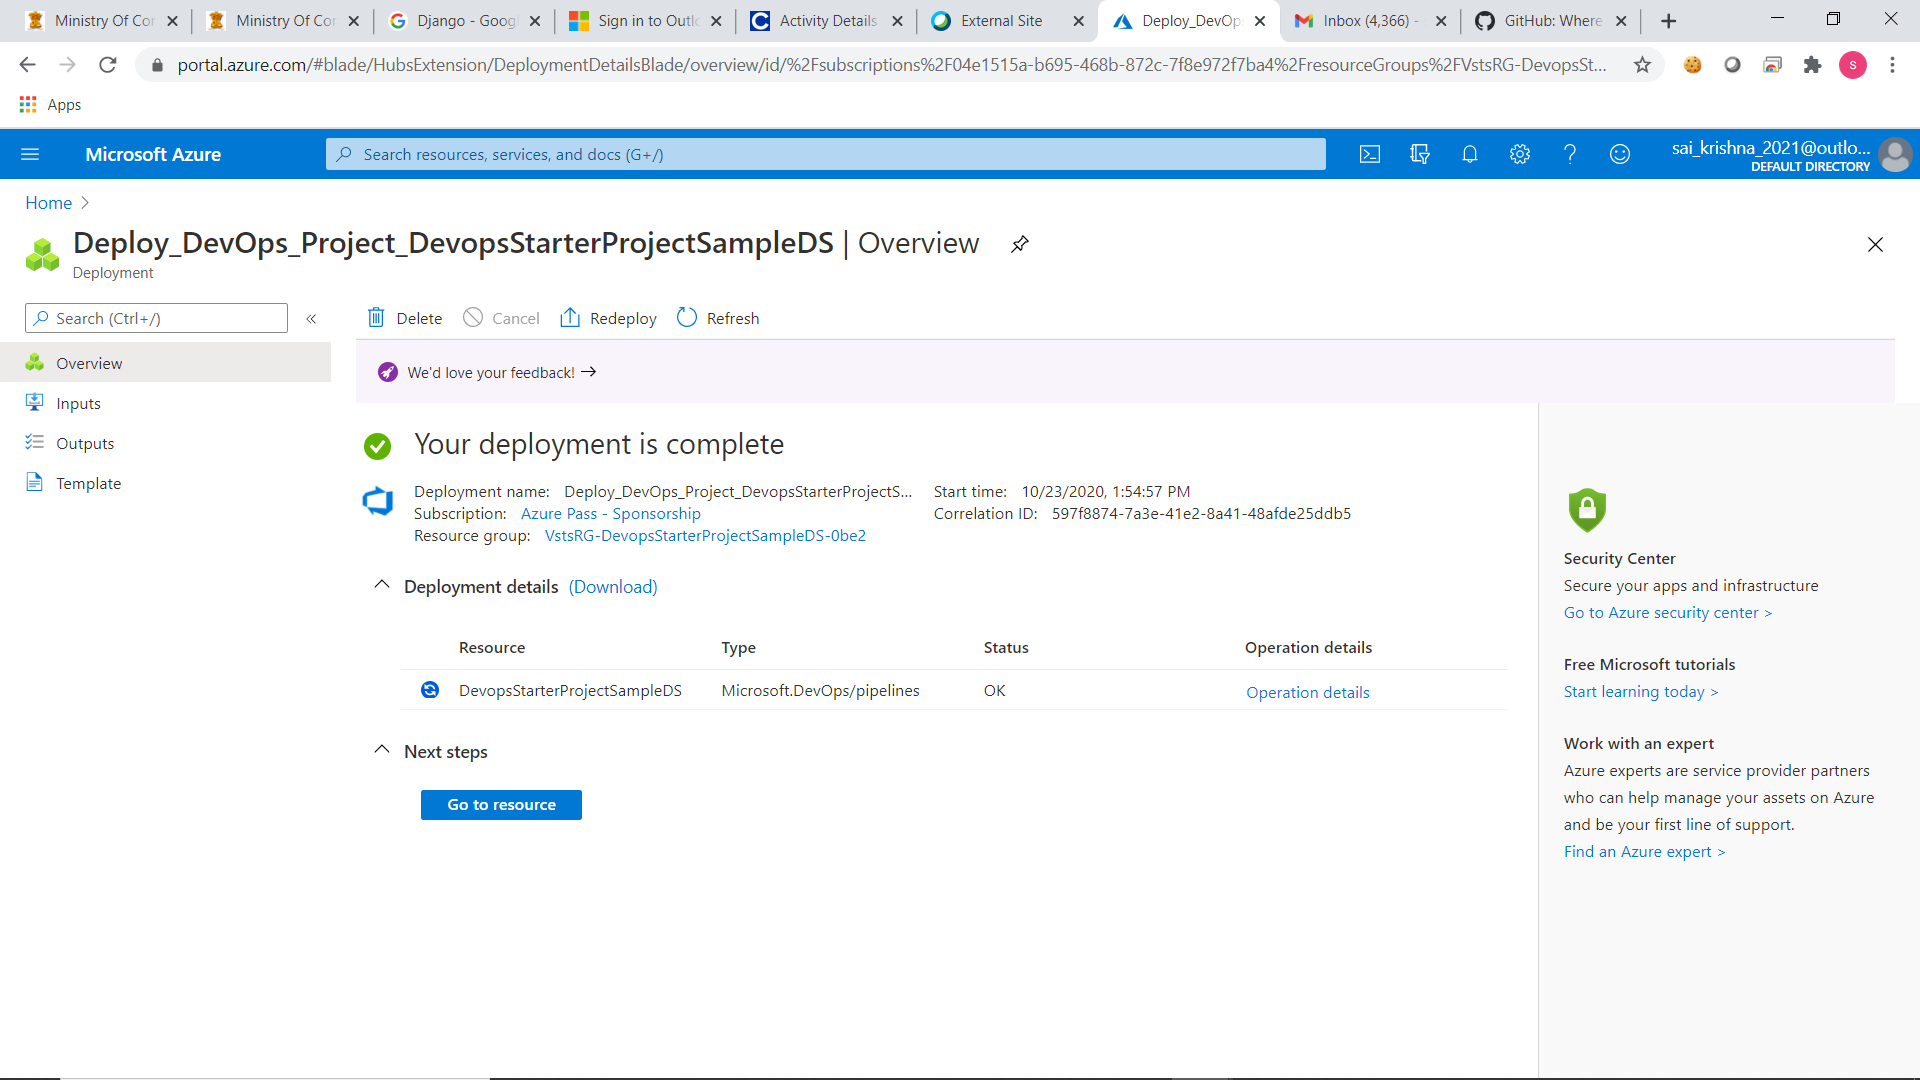 Ministry Of Cor
Ministry Of Cor
Django - Goog
Sign in to Outlo
Activity Details
External Site
Deploy_DevOp
Inbox (4,366) -
GitHub: Where
portal.azure.com/#blade/HubsExtension/DeploymentDetailsBlade/overview/id/%2Fsubscriptions%2F04e1515a-b695-468b-872c-7f8e972f7ba4%2FresourceGroups%2FVstsRG-DevopsSt...
S
Apps
Microsoft Azure
Search resources, services, and docs (G+/)
sai_krishna_2021@outlo...
DEFAULT DIRECTORY
Home
Deploy_DevOps_Project_DevopsStarterProjectSampleDS | Overview
Deployment
Search (Ctrl+/)
«
Delete
Cancel
Redeploy
Refresh
Overview
Inputs
Outputs
Template
We'd love your feedback! →
Your deployment is complete
Deployment name: Deploy_DevOps_Project_DevopsStarterProjectS...
Subscription: Azure Pass - Sponsorship
Resource group: VstsRG-DevopsStarterProjectSampleDS-0be2
Start time: 10/23/2020, 1:54:57 PM
Correlation ID: 597f8874-7a3e-41e2-8a41-48afde25ddb5
Deployment details (Download)
Resource Type Status Operation details
DevopsStarterProjectSampleDS Microsoft.DevOps/pipelines OK Operation details
Next steps
Go to resource
Security Center
Secure your apps and infrastructure
Go to Azure security center >
Free Microsoft tutorials
Start learning today >
Work with an expert
Azure experts are service provider partners
who can help manage your assets on Azure
and be your first line of support.
Find an Azure expert >